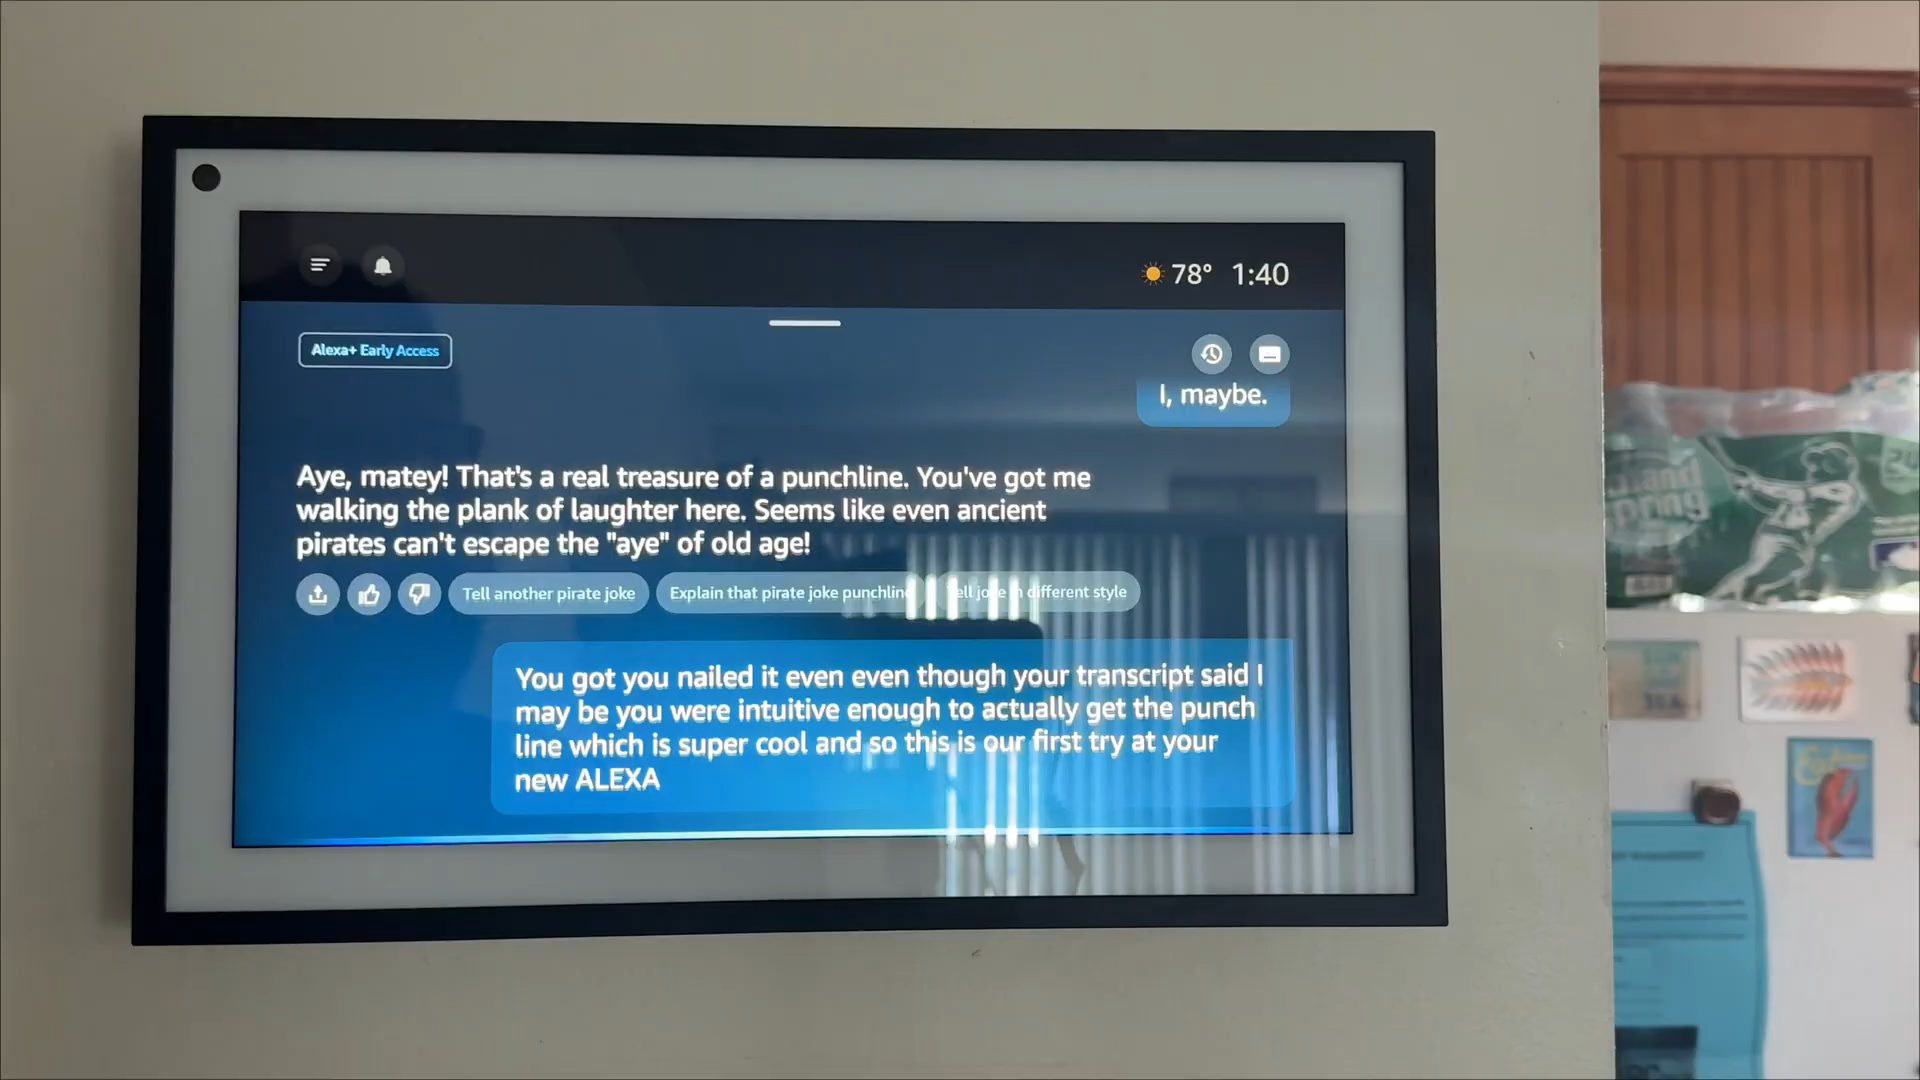 78° 1:40
Alexa+ Early Access
I, maybe.
Aye, matey! That's a real treasure of a punchline. You've got me
walking the plank of laughter here. Seems like even ancient
pirates can't escape the "aye" of old age!
Tell another pirate joke
Explain that pirate joke punchline
different style
You got you nailed it even even though your transcript said I
may be you were intuitive enough to actually get the punch
line which is super cool and so this is our first try at your
new ALEXA